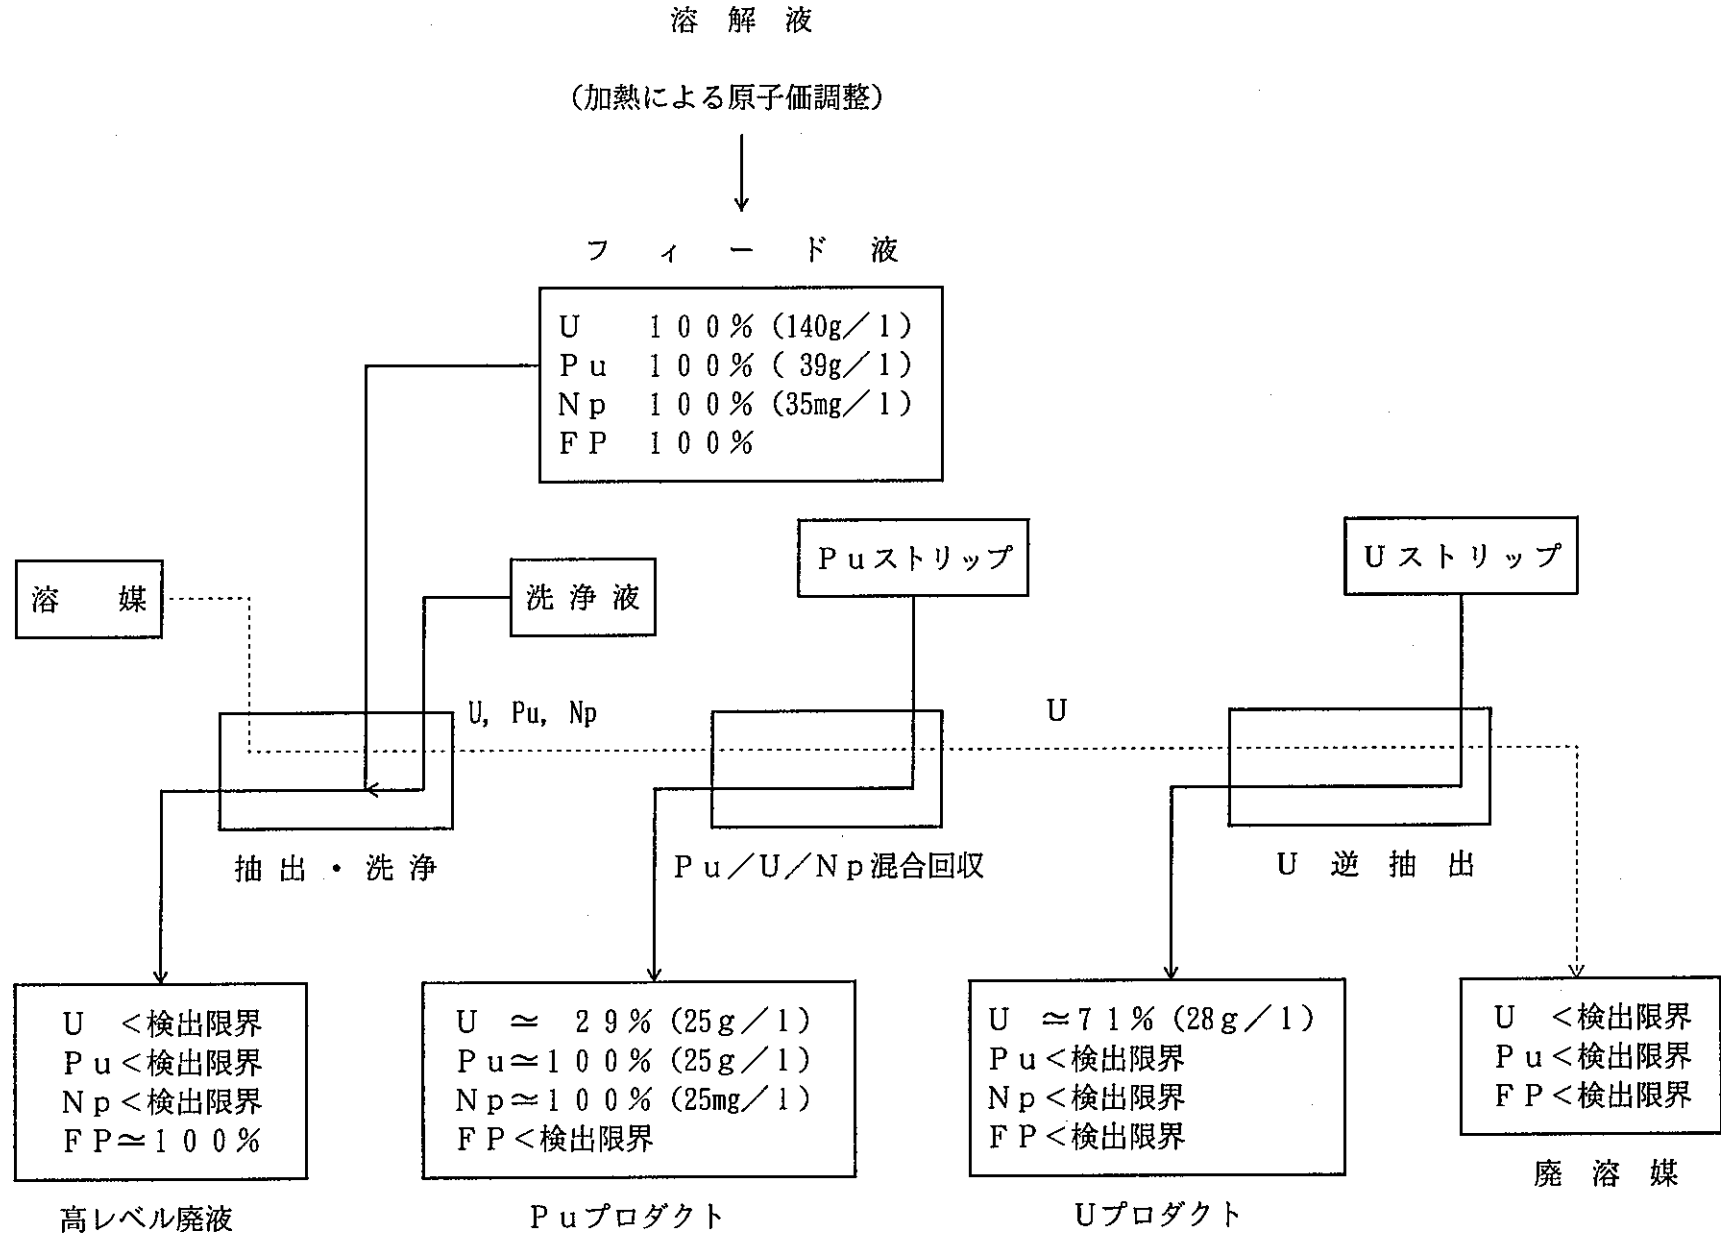 溶解液
(加熱による原子価調整)
フィード液
U 100% (140g/l)
Pu 100% ( 39g/l)
Np 100% (35mg/l)
FP 100%
溶媒
洗浄液
Puストリップ
Uストリップ
U, Pu, Np
U
抽出・洗浄
Pu/U/Np混合回収
U逆抽出
U <検出限界
Pu<検出限界
Np<検出限界
FP≃100%
高レベル廃液
U ≃ 29% (25g/l)
Pu≃100% (25g/l)
Np≃100% (25mg/l)
FP<検出限界
Puプロダクト
U ≃71% (28g/l)
Pu<検出限界
Np<検出限界
FP<検出限界
Uプロダクト
U <検出限界
Pu<検出限界
FP<検出限界
廃溶媒